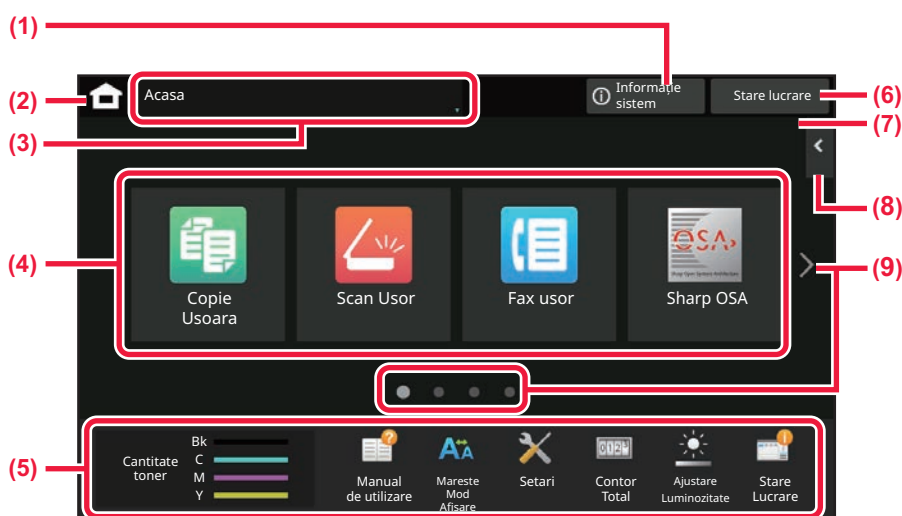 (1)
Acasa
Informație
sistem
Stare lucrare
(2)
(3)
(6)
(7)
(8)
(4)
OSA
Copie
Usoara
Scan Usor
Fax usor
Sharp OSA
(9)
(5)
Cantitate
toner
Bk
C
M
Y
Manual
de utilizare
Mareste
Mod
Afisare
Setari
Contor
Total
Ajustare
Luminozitate
Stare
Lucrare